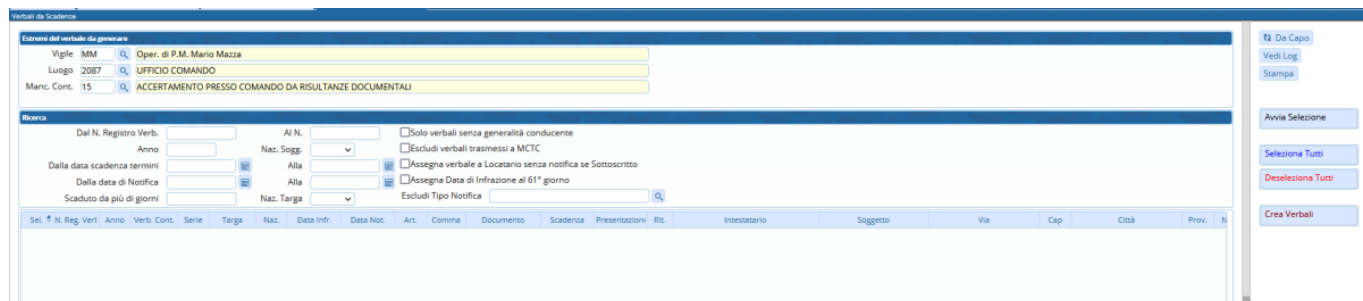 Verbali da Scadenze
Estremi del verbale da generare
Vigile MM Oper. di P.M. Mario Mazza
Luogo 2087 UFFICIO COMANDO
Manc. Cont. 15 ACCERTAMENTO PRESSO COMANDO DA RISULTANZE DOCUMENTALI
Ricerca
Dal N. Registro Verb. Al N. Solo verbali senza generalità conducente
Anno Naz. Sogg. Escludi verbali trasmessi a MCTC
Dalla data scadenza termini Alla Assegna verbale a Locatario senza notifica se Sottoscritto
Dalla data di Notifica Alla Assegna Data di Infrazione al 61° giorno
Scaduto da più di giorni Naz. Targa Escludi Tipo Notifica
Sel. N. Reg. Verl Anno Verb. Cont. Serie Targa Naz. Data Infr. Data Not. Art. Comma Documento Scadenza Presentazione Rit. Intestatario Soggetto Via Cap Città Prov. N
Da Capo
Vedi Log
Stampa
Avvia Selezione
Seleziona Tutti
Deseleziona Tutti
Crea Verbali